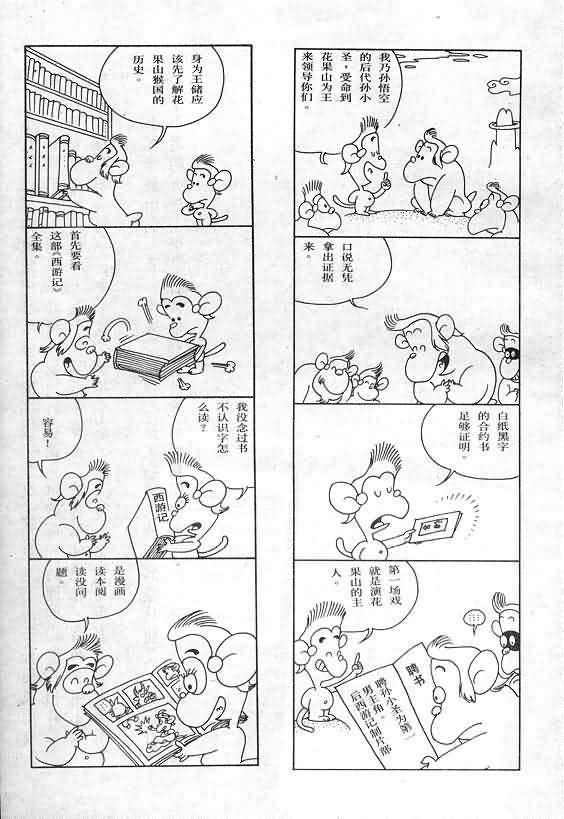 我乃孙悟空
的后代孙小
圣，受命到
花果山为王
来领导你们。
口说无凭
拿出证据
来。
白纸黑字
的合约书
足够证明。
第一场戏
就是演花
果山的主
人。
聘书
聘孙小圣为第一
男主角。
后西游记制片部
身为王储应
该先了解花
果山猴国的
历史。
首先要看
这部《西游记》
全集。
我没念过书
不认识字怎
么读？
西游记
容易！
是漫画
读本阅
读没问
题。